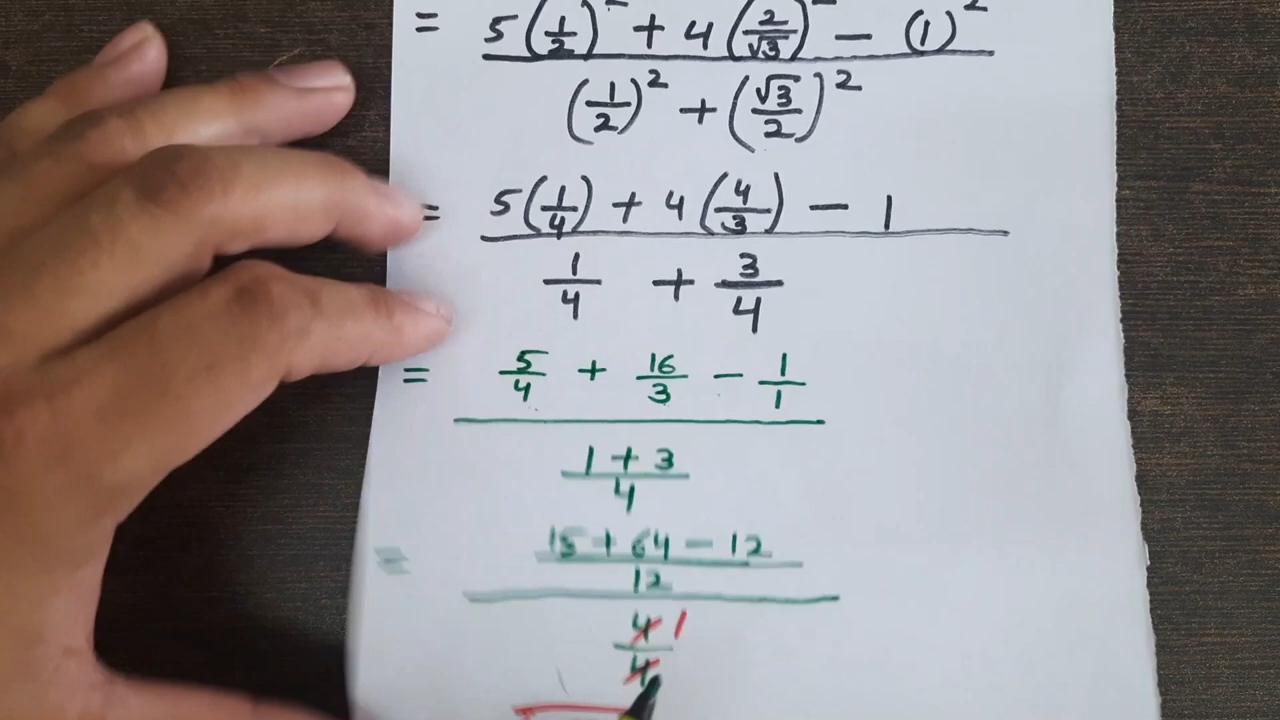 = 5(1/2)² + 4(2/√3)² − (1)²
(1/2)² + (√3/2)²
= 5(1/4) + 4(4/3) − 1
1/4 + 3/4
= 5/4 + 16/3 − 1/1
1 + 3
4
= 15 + 64 − 12
12
4 1
4